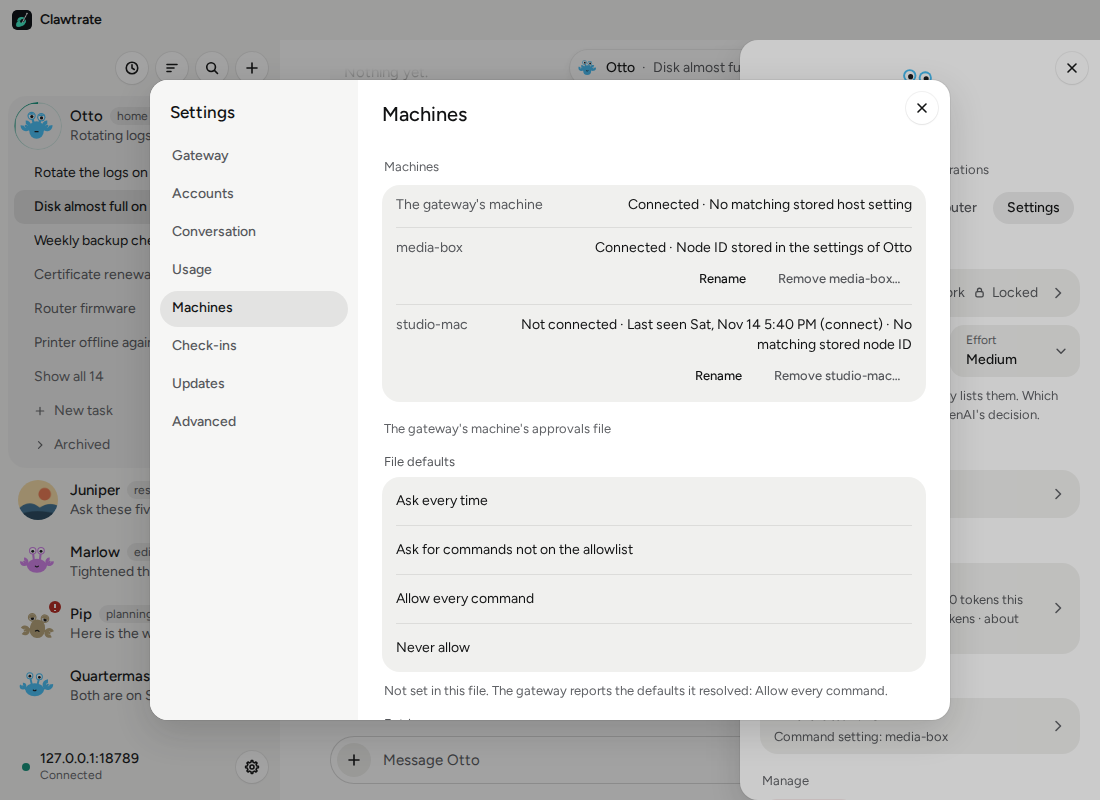 Clawtrate
Nothing yet.
Otto · Disk almost fu
Otto home
Rotating logs
Rotate the logs on
Disk almost full on
Weekly backup che
Certificate renewa
Router firmware
Printer offline again
Show all 14
+ New task
Archived
Juniper res
Ask these fiv
Marlow edi
Tightened th
Pip planning
Here is the w
Quartermas
Both are on S
127.0.0.1:18789
Connected
Settings
Gateway
Accounts
Conversation
Usage
Machines
Check-ins
Updates
Advanced
Machines
Machines
The gateway's machine Connected · No matching stored host setting
media-box Connected · Node ID stored in the settings of Otto
Rename Remove media-box…
studio-mac Not connected · Last seen Sat, Nov 14 5:40 PM (connect) · No
matching stored node ID
Rename Remove studio-mac…
The gateway's machine's approvals file
File defaults
Ask every time
Ask for commands not on the allowlist
Allow every command
Never allow
Not set in this file. The gateway reports the defaults it resolved: Allow every command.
Message Otto
rations
uter Settings
ork Locked
Effort
Medium
y lists them. Which
enAI's decision.
0 tokens this
kens · about
Command setting: media-box
Manage